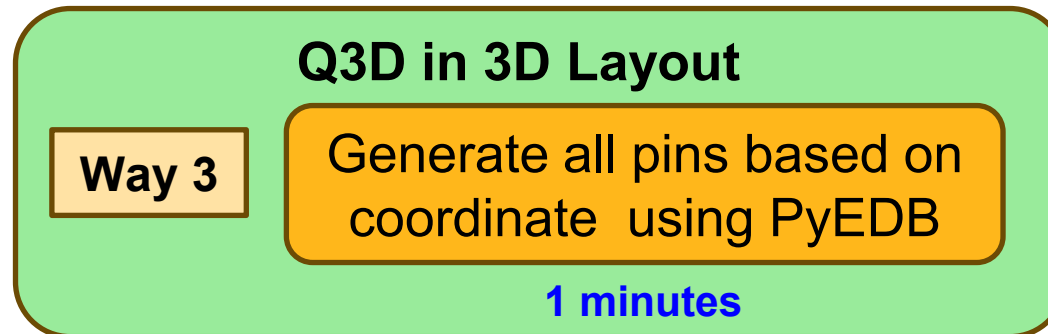 Q3D in 3D Layout
Way 3
Generate all pins based on
coordinate  using PyEDB
1 minutes